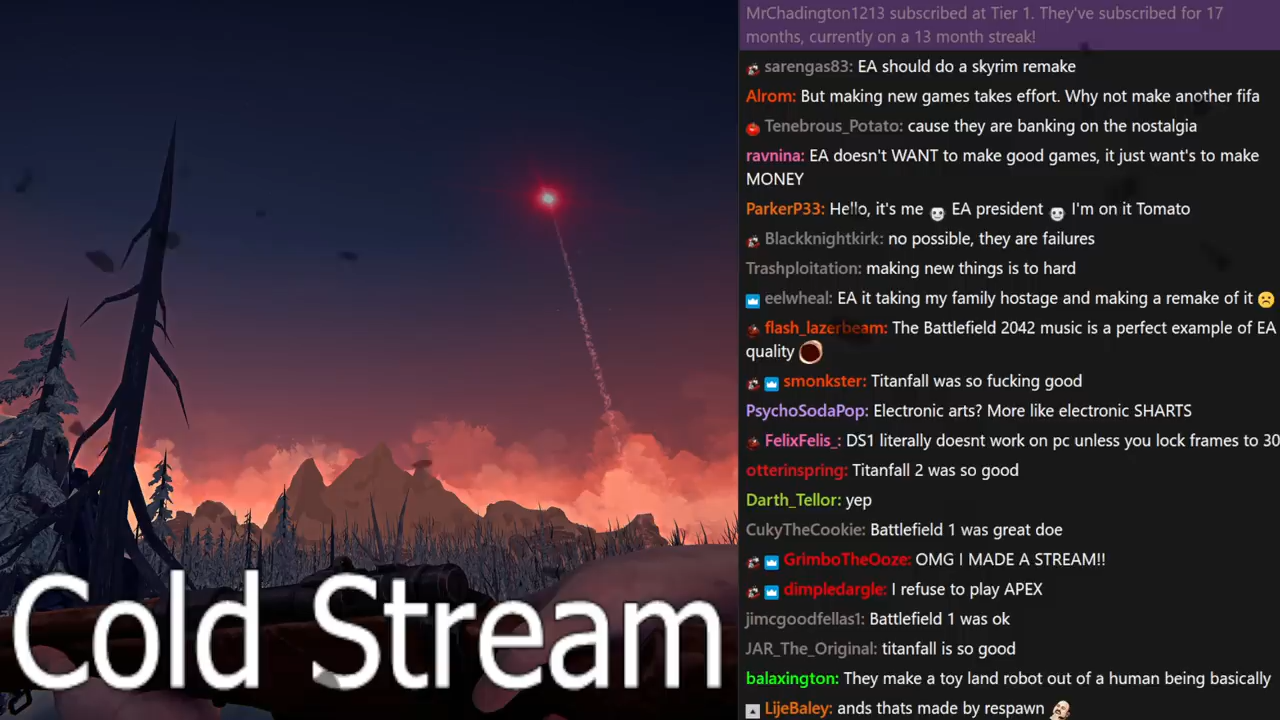 MrChadington1213 subscribed at Tier 1. They've subscribed for 17
months, currently on a 13 month streak!
sarengas83: EA should do a skyrim remake
Alrom: But making new games takes effort. Why not make another fifa
Tenebrous_Potato: cause they are banking on the nostalgia
ravnina: EA doesn't WANT to make good games, it just want's to make
MONEY
ParkerP33: Hello, it's me EA president I'm on it Tomato
Blackknightkirk: no possible, they are failures
Trashploitation: making new things is to hard
eelwheal: EA it taking my family hostage and making a remake of it
flash_lazerbeam: The Battlefield 2042 music is a perfect example of EA
quality
smonkster: Titanfall was so fucking good
PsychoSodaPop: Electronic arts? More like electronic SHARTS
FelixFelis_: DS1 literally doesnt work on pc unless you lock frames to 30
otterinspring: Titanfall 2 was so good
Darth_Tellor: yep
CukyTheCookie: Battlefield 1 was great doe
GrimboTheOoze: OMG I MADE A STREAM!!
dimpledargle: I refuse to play APEX
jimcgoodfellas1: Battlefield 1 was ok
JAR_The_Original: titanfall is so good
balaxington: They make a toy land robot out of a human being basically
LijeBaley: ands thats made by respawn
Cold Stream